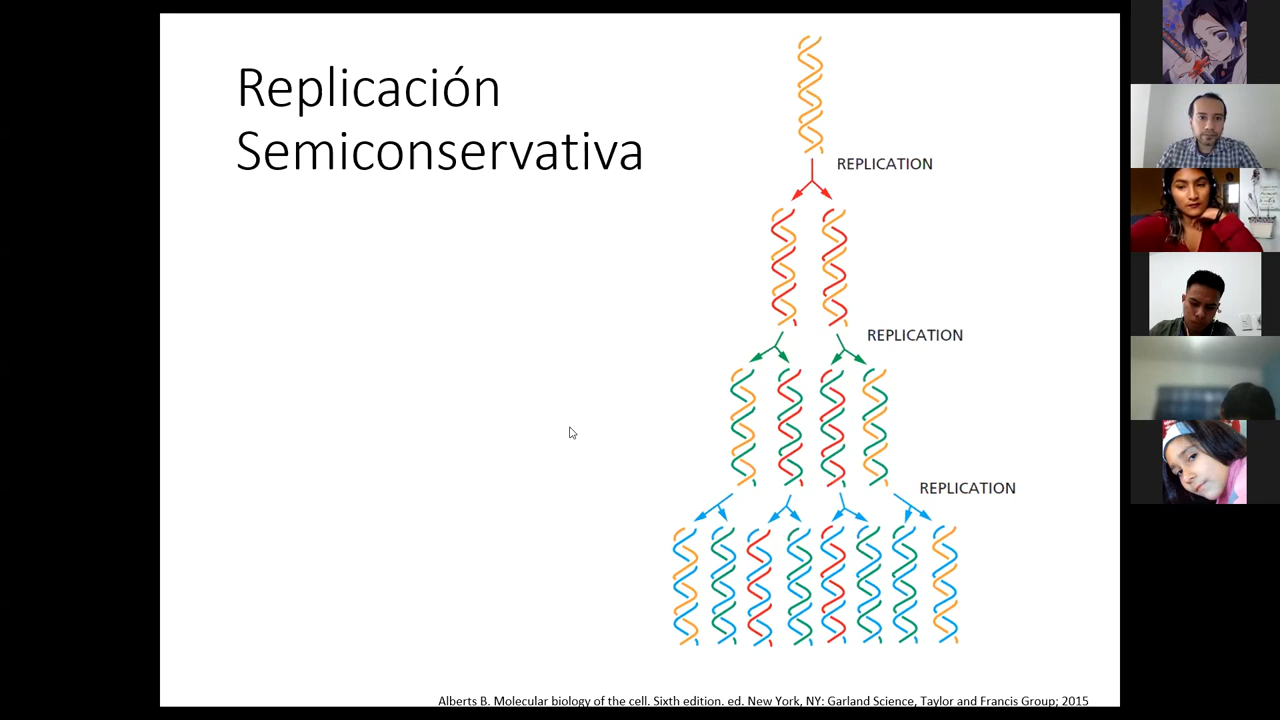 Replicación
Semiconservativa
REPLICATION
REPLICATION
REPLICATION
Alberts B. Molecular biology of the cell. Sixth edition. ed. New York, NY: Garland Science, Taylor and Francis Group; 2015